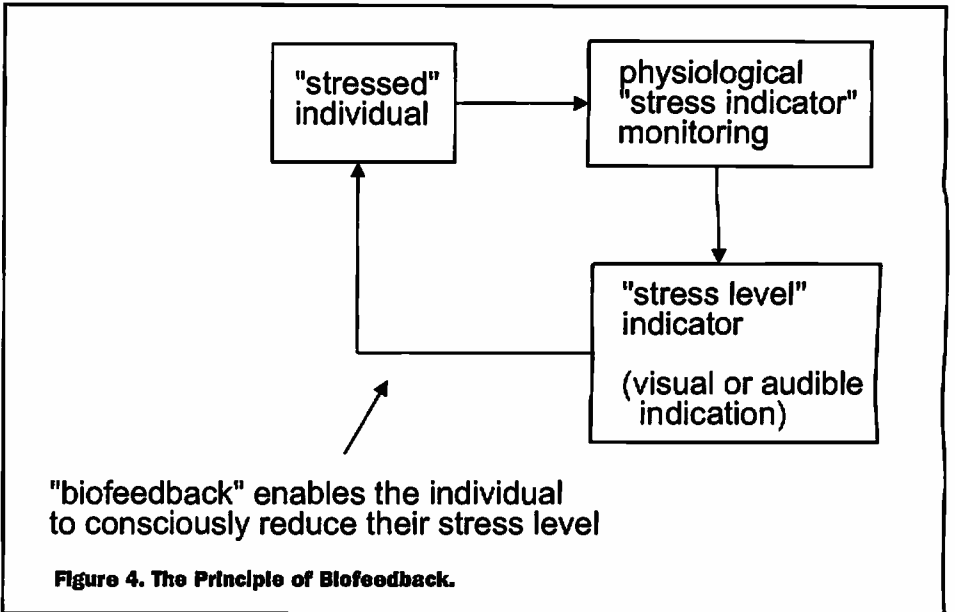 "stressed"
individual
physiological
"stress indicator"
monitoring
"stress level"
indicator
(visual or audible
indication)
"biofeedback" enables the individual
to consciously reduce their stress level
Figure 4. The Principle of Biofeedback.